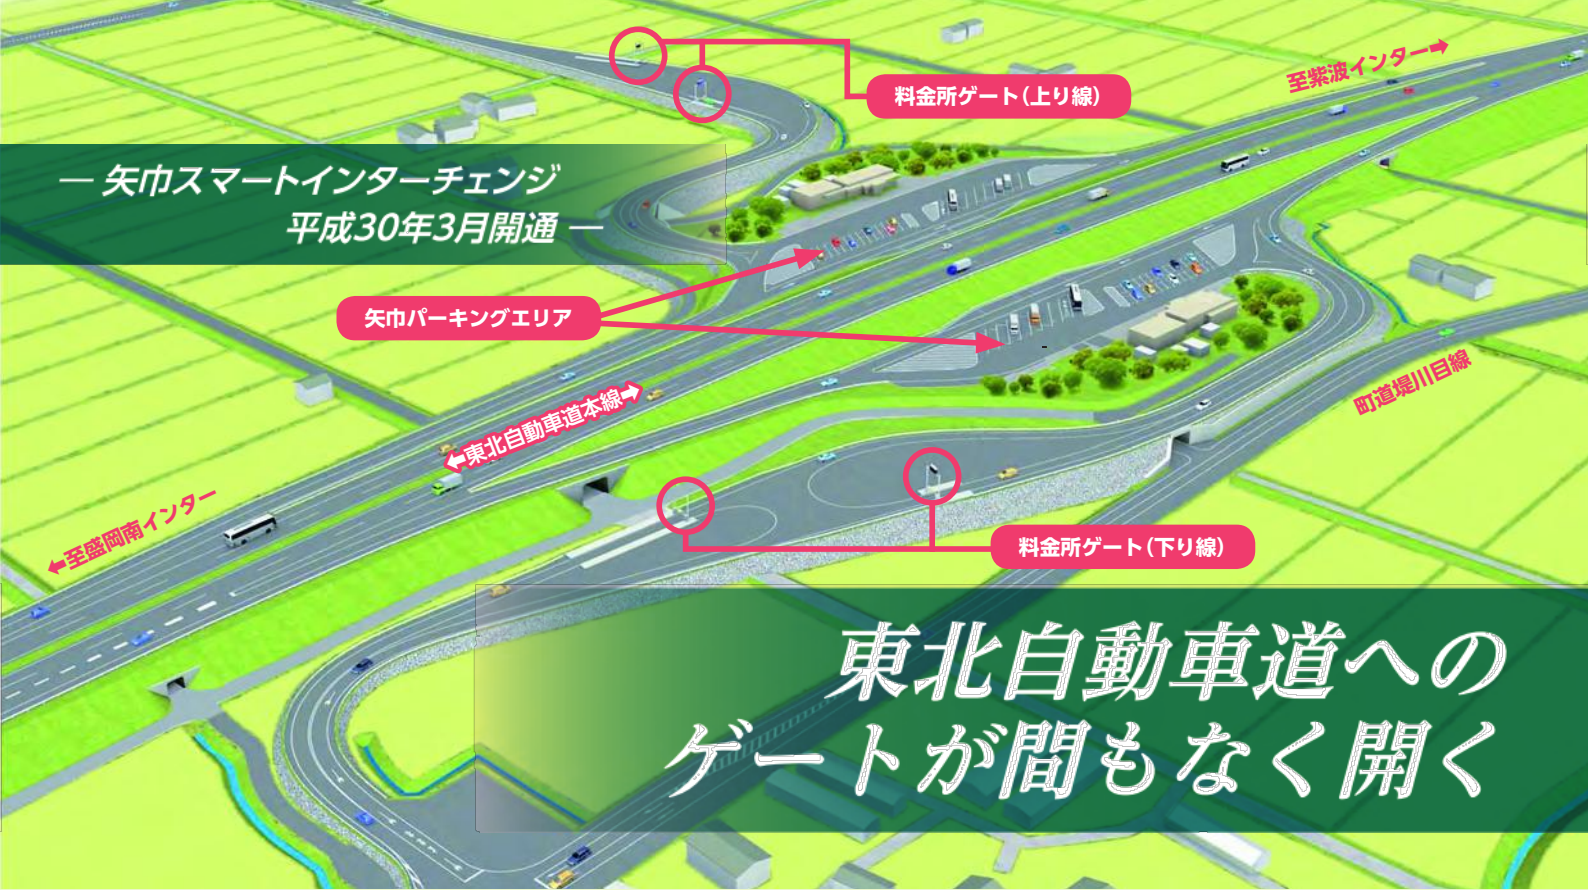 料金所ゲート(上り線)
至紫波インター➡
― 矢巾スマートインターチェンジ
平成30年3月開通 ―
矢巾パーキングエリア
⬅東北自動車道本線➡
町道堤川目線
⬅至盛岡南インター
料金所ゲート(下り線)
東北自動車道への
ゲートが間もなく開く